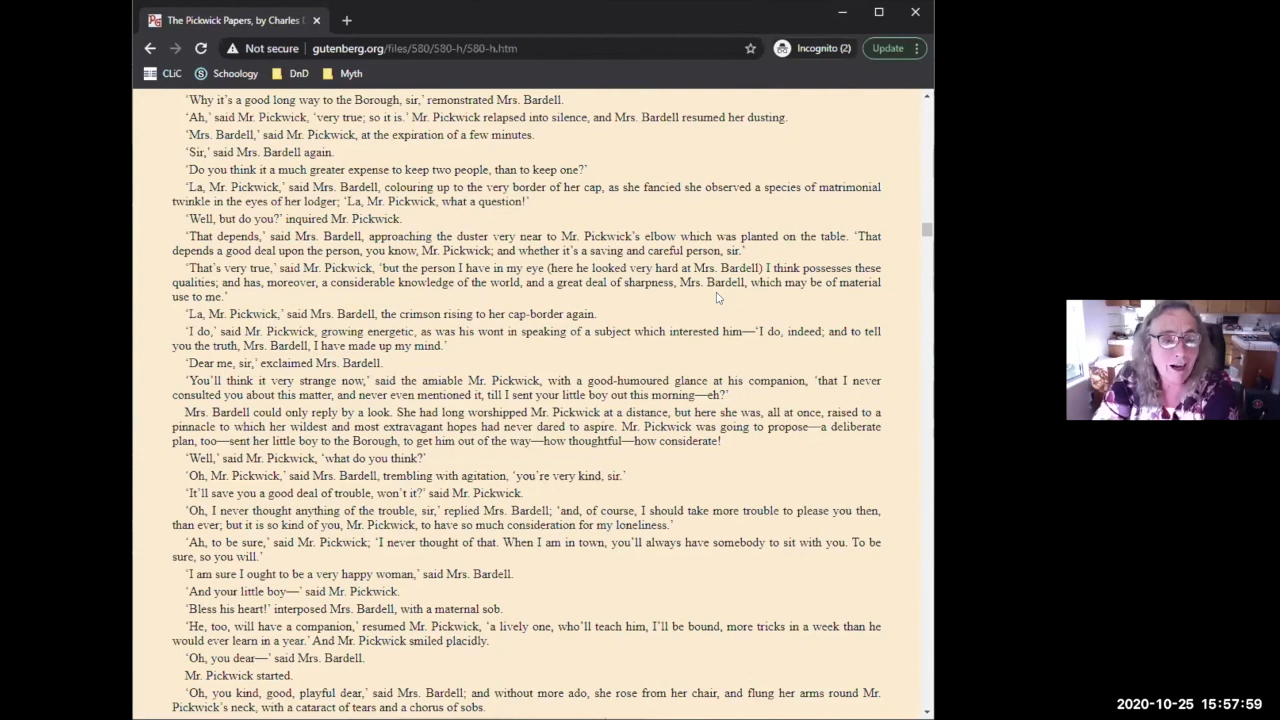 The Pickwick Papers, by Charles
Not secure
gutenberg.org/files/580/580-h/580-h.htm
Incognito (2)
Update
CLiC
Schoology
DnD
Myth
‘Why it’s a good long way to the Borough, sir,’ remonstrated Mrs. Bardell.
‘Ah,’ said Mr. Pickwick, ‘very true; so it is.’ Mr. Pickwick relapsed into silence, and Mrs. Bardell resumed her dusting.
‘Mrs. Bardell,’ said Mr. Pickwick, at the expiration of a few minutes.
‘Sir,’ said Mrs. Bardell again.
‘Do you think it a much greater expense to keep two people, than to keep one?’
‘La, Mr. Pickwick,’ said Mrs. Bardell, colouring up to the very border of her cap, as she fancied she observed a species of matrimonial
twinkle in the eyes of her lodger; ‘La, Mr. Pickwick, what a question!’
‘Well, but do you?’ inquired Mr. Pickwick.
‘That depends,’ said Mrs. Bardell, approaching the duster very near to Mr. Pickwick’s elbow which was planted on the table. ‘That
depends a good deal upon the person, you know, Mr. Pickwick; and whether it’s a saving and careful person, sir.’
‘That’s very true,’ said Mr. Pickwick, ‘but the person I have in my eye (here he looked very hard at Mrs. Bardell) I think possesses these
qualities; and has, moreover, a considerable knowledge of the world, and a great deal of sharpness, Mrs. Bardell, which may be of material
use to me.’
‘La, Mr. Pickwick,’ said Mrs. Bardell, the crimson rising to her cap-border again.
‘I do,’ said Mr. Pickwick, growing energetic, as was his wont in speaking of a subject which interested him—‘I do, indeed; and to tell
you the truth, Mrs. Bardell, I have made up my mind.’
‘Dear me, sir,’ exclaimed Mrs. Bardell.
‘You’ll think it very strange now,’ said the amiable Mr. Pickwick, with a good-humoured glance at his companion, ‘that I never
consulted you about this matter, and never even mentioned it, till I sent your little boy out this morning—eh?’
Mrs. Bardell could only reply by a look. She had long worshipped Mr. Pickwick at a distance, but here she was, all at once, raised to a
pinnacle to which her wildest and most extravagant hopes had never dared to aspire. Mr. Pickwick was going to propose—a deliberate
plan, too—sent her little boy to the Borough, to get him out of the way—how thoughtful—how considerate!
‘Well,’ said Mr. Pickwick, ‘what do you think?’
‘Oh, Mr. Pickwick,’ said Mrs. Bardell, trembling with agitation, ‘you’re very kind, sir.’
‘It’ll save you a good deal of trouble, won’t it?’ said Mr. Pickwick.
‘Oh, I never thought anything of the trouble, sir,’ replied Mrs. Bardell; ‘and, of course, I should take more trouble to please you then,
than ever; but it is so kind of you, Mr. Pickwick, to have so much consideration for my loneliness.’
‘Ah, to be sure,’ said Mr. Pickwick; ‘I never thought of that. When I am in town, you’ll always have somebody to sit with you. To be
sure, so you will.’
‘I am sure I ought to be a very happy woman,’ said Mrs. Bardell.
‘And your little boy—’ said Mr. Pickwick.
‘Bless his heart!’ interposed Mrs. Bardell, with a maternal sob.
‘He, too, will have a companion,’ resumed Mr. Pickwick, ‘a lively one, who’ll teach him, I’ll be bound, more tricks in a week than he
would ever learn in a year.’ And Mr. Pickwick smiled placidly.
‘Oh, you dear—’ said Mrs. Bardell.
Mr. Pickwick started.
‘Oh, you kind, good, playful dear,’ said Mrs. Bardell; and without more ado, she rose from her chair, and flung her arms round Mr.
Pickwick’s neck, with a cataract of tears and a chorus of sobs.
2020-10-25 15:57:59